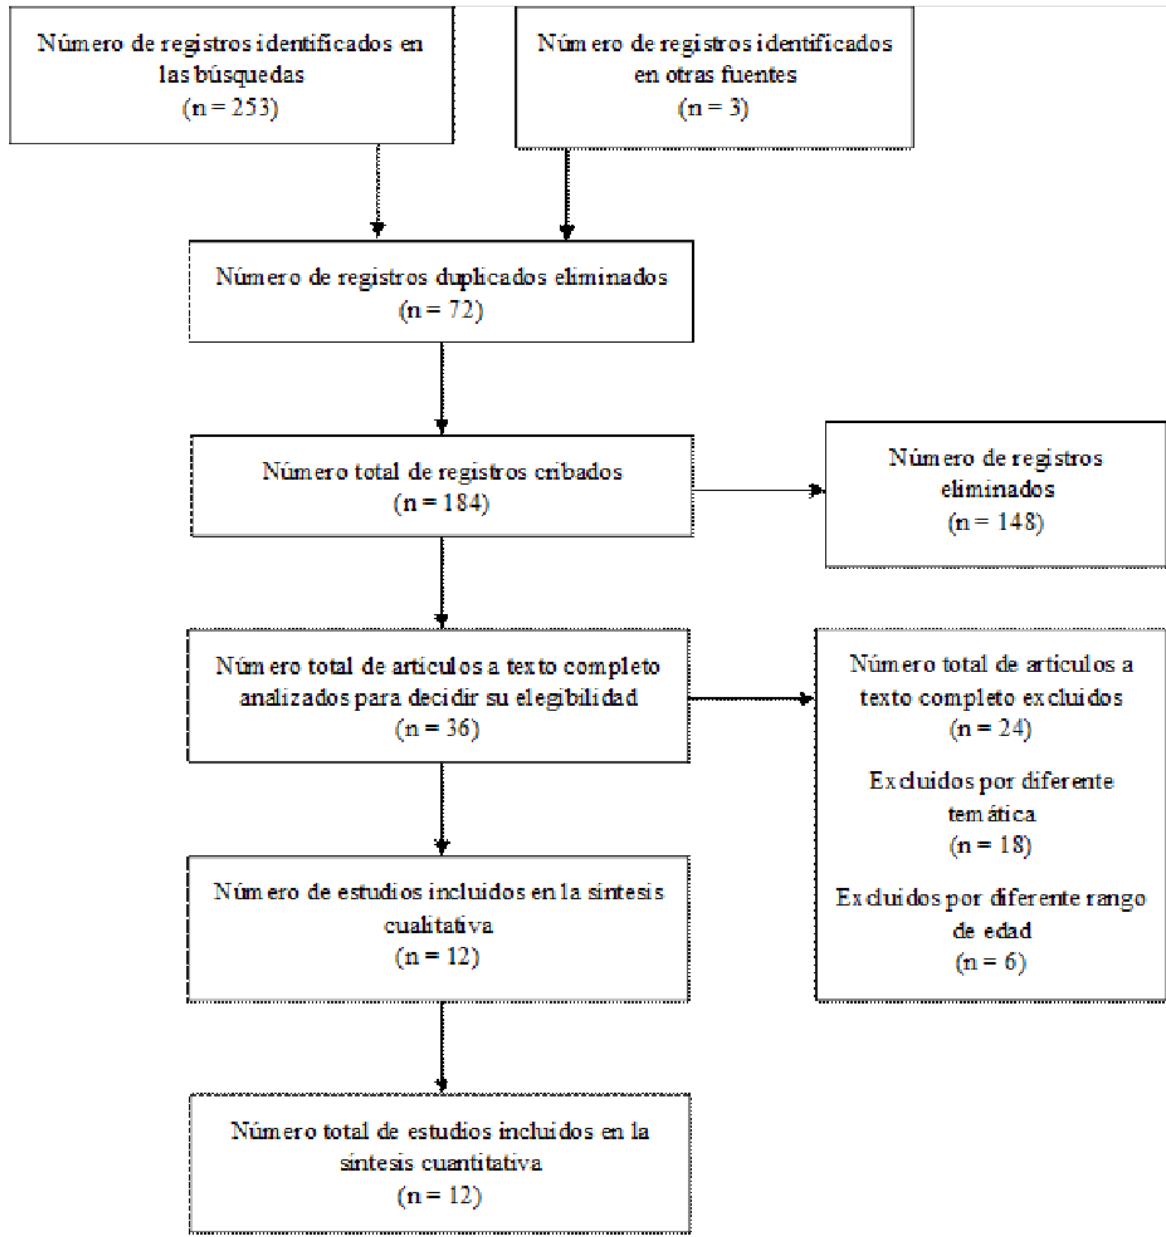 Número de registros identificados en
las búsquedas
(n = 253)
Número de registros identificados
en otras fuentes
(n = 3)
Número de registros duplicados eliminados
(n = 72)
Número total de registros cribados
(n = 184)
Número de registros
eliminados
(n = 148)
Número total de artículos a texto completo
analizados para decidir su elegibilidad
(n = 36)
Número total de artículos a
texto completo excluidos
(n = 24)
Excluidos por diferente
temática
(n = 18)
Excluidos por diferente rango
de edad
(n = 6)
Número de estudios incluidos en la síntesis
cualitativa
(n = 12)
Número total de estudios incluidos en la
síntesis cuantitativa
(n = 12)